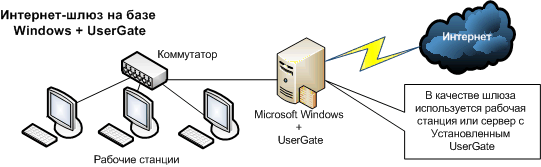 Интернет-шлюз на базе
Windows + UserGate
Коммутатор
Рабочие станции
Microsoft Windows
+
UserGate
Интернет
В качестве шлюза
используется рабочая
станция или сервер с
Установленным
UserGate